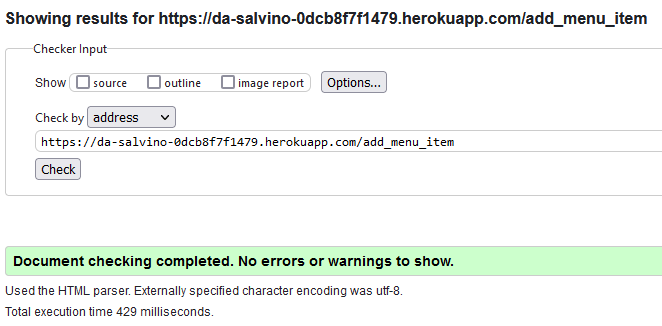 Showing results for https://da-salvino-0dcb8f7f1479.herokuapp.com/add_menu_item
Checker Input
Show source outline image report Options...
Check by address
https://da-salvino-0dcb8f7f1479.herokuapp.com/add_menu_item
Check
Document checking completed. No errors or warnings to show.
Used the HTML parser. Externally specified character encoding was utf-8.
Total execution time 429 milliseconds.